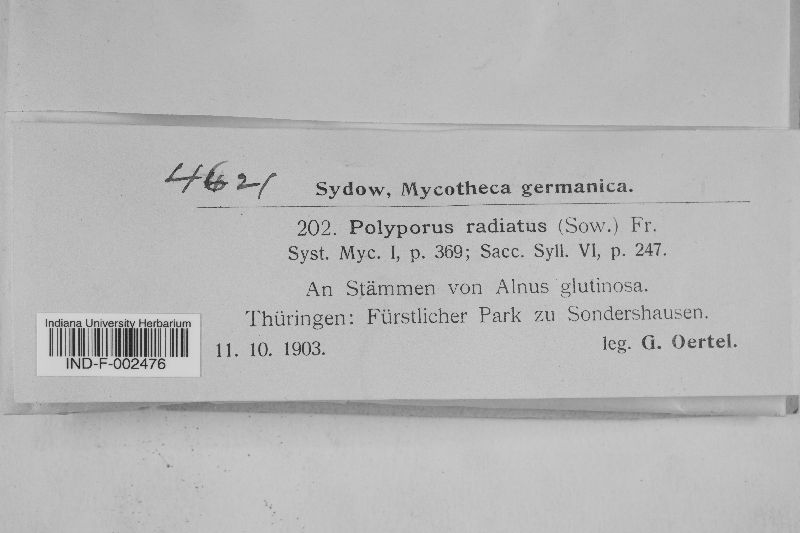 4621
Sydow, Mycotheca germanica.
202. Polyporus radiatus (Sow.) Fr.
Syst. Myc. I, p. 369; Sacc. Syll. VI, p. 247.
An Stämmen von Alnus glutinosa.
Thüringen: Fürstlicher Park zu Sondershausen.
11. 10. 1903.
leg. G. Oertel.
Indiana University Herbarium
IND-F-002476